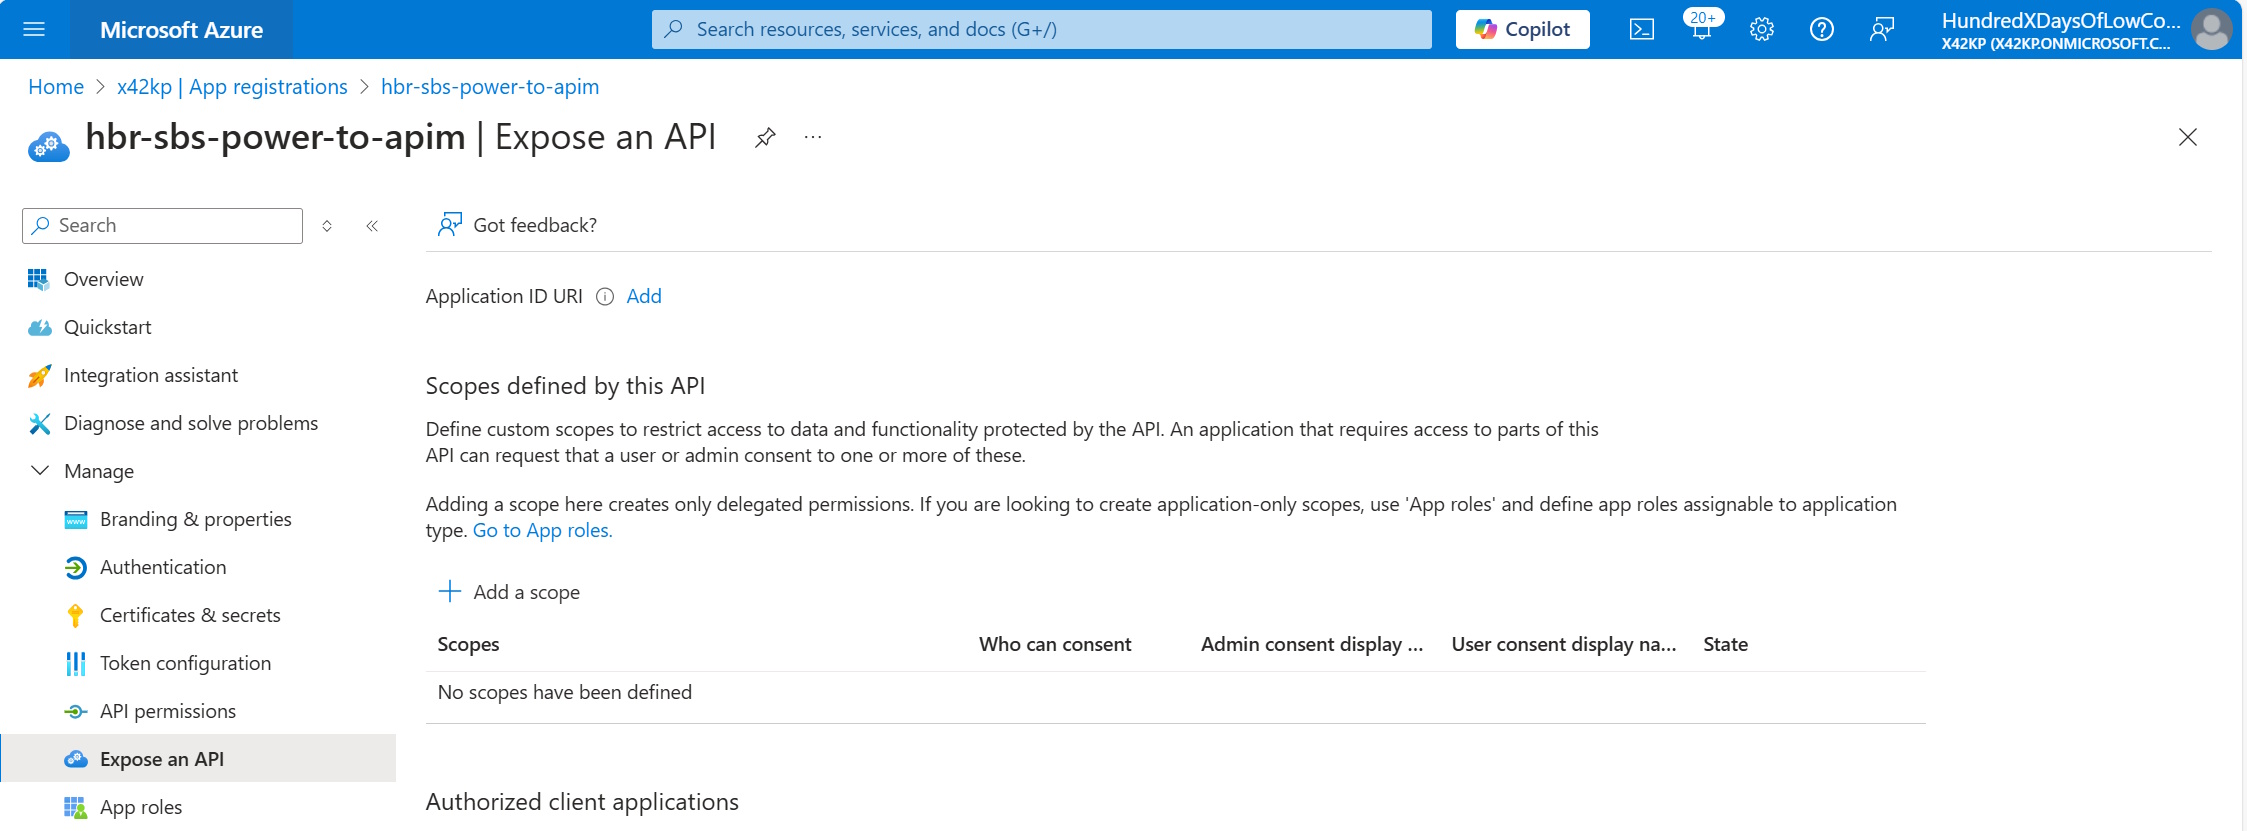 Microsoft Azure
Search resources, services, and docs (G+/)
Copilot
20+
HundredXDaysOfLowCo...
X42KP (X42KP.ONMICROSOFT.C...
Home > x42kp | App registrations > hbr-sbs-power-to-apim
hbr-sbs-power-to-apim | Expose an API
Search
Got feedback?
Overview
Quickstart
Integration assistant
Diagnose and solve problems
Manage
Branding & properties
Authentication
Certificates & secrets
Token configuration
API permissions
Expose an API
App roles
Application ID URI Add
Scopes defined by this API
Define custom scopes to restrict access to data and functionality protected by the API. An application that requires access to parts of this
API can request that a user or admin consent to one or more of these.
Adding a scope here creates only delegated permissions. If you are looking to create application-only scopes, use 'App roles' and define app roles assignable to application
type. Go to App roles.
Add a scope
Scopes Who can consent Admin consent display ... User consent display na... State
No scopes have been defined
Authorized client applications